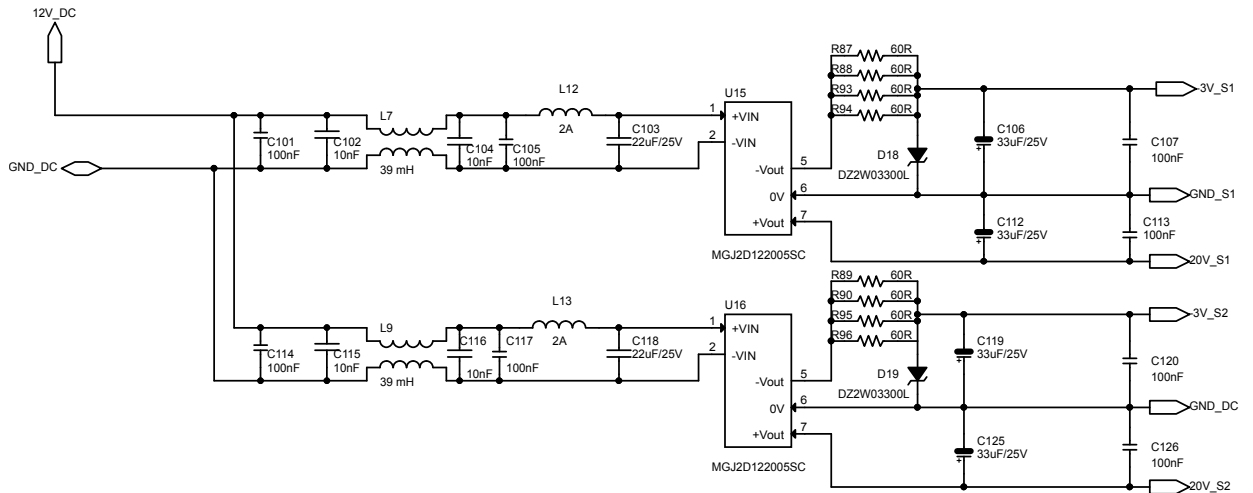 12V_DC
GND_DC
C101
100nF
C102
10nF
L7
39 mH
C104
10nF
C105
100nF
L12
2A
C103
22uF/25V
U15
1
+VIN
2
-VIN
-Vout
5
0V
6
+Vout
7
MGJ2D122005SC
R87
60R
R88
60R
R93
60R
R94
60R
D18
DZ2W03300L
C106
33uF/25V
+
C107
100nF
C112
33uF/25V
+
C113
100nF
-3V_S1
GND_S1
20V_S1
C114
100nF
C115
10nF
L9
39 mH
C116
10nF
C117
100nF
L13
2A
C118
22uF/25V
U16
1
+VIN
2
-VIN
-Vout
5
0V
6
+Vout
7
MGJ2D122005SC
R89
60R
R90
60R
R95
60R
R96
60R
D19
DZ2W03300L
C119
33uF/25V
+
C120
100nF
C125
33uF/25V
+
C126
100nF
-3V_S2
GND_DC
20V_S2